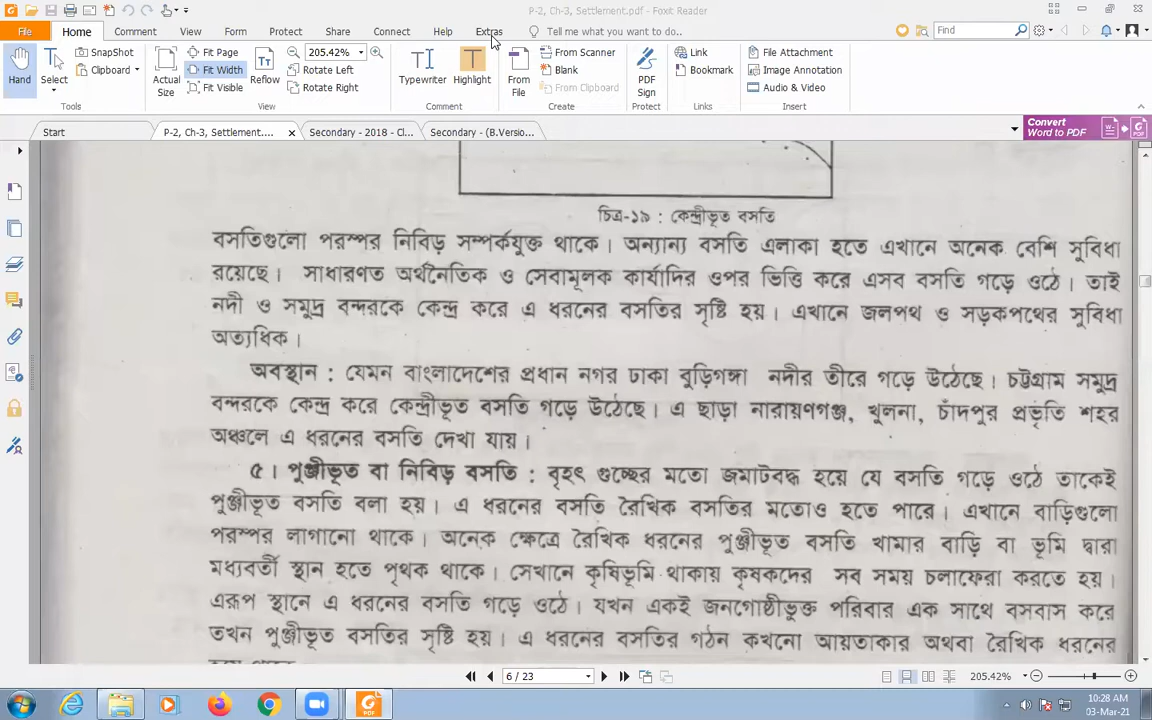 P-2, Ch-3, Settlement.pdf - Foxit Reader
File Home Comment View Form Protect Share Connect Help Extras Tell me what you want to do.. Find
Hand
Select
SnapShot
Clipboard
Tools
Actual Size
Fit Page
Fit Width
Fit Visible
Reflow
205.42%
Rotate Left
Rotate Right
View
Typewriter
Highlight
Comment
From File
From Scanner
Blank
From Clipboard
Create
PDF Sign
Protect
Link
Bookmark
Links
File Attachment
Image Annotation
Audio & Video
Insert
Start P-2, Ch-3, Settlement.... Secondary - 2018 - Cl... Secondary - (B.Versio...
Convert
Word to PDF
চিত্র-১৯ : কেন্দ্রীভূত বসতি
বসতিগুলো পরস্পর নিবিড় সম্পর্কযুক্ত থাকে। অন্যান্য বসতি এলাকা হতে এখানে অনেক বেশি সুবিধা
রয়েছে। সাধারণত অর্থনৈতিক ও সেবামূলক কার্যাদির ওপর ভিত্তি করে এসব বসতি গড়ে ওঠে। তাই
নদী ও সমুদ্র বন্দরকে কেন্দ্র করে এ ধরনের বসতির সৃষ্টি হয়। এখানে জলপথ ও সড়কপথের সুবিধা
অত্যধিক।
অবস্থান : যেমন বাংলাদেশের প্রধান নগর ঢাকা বুড়িগঙ্গা নদীর তীরে গড়ে উঠেছে। চট্টগ্রাম সমুদ্র
বন্দরকে কেন্দ্র করে কেন্দ্রীভূত বসতি গড়ে উঠেছে। এ ছাড়া নারায়ণগঞ্জ, খুলনা, চাঁদপুর প্রভৃতি শহর
অঞ্চলে এ ধরনের বসতি দেখা যায়।
৫। পুঞ্জীভূত বা নিবিড় বসতি : বৃহৎ গুচ্ছের মতো জমাটবদ্ধ হয়ে যে বসতি গড়ে ওঠে তাকেই
পুঞ্জীভূত বসতি বলা হয়। এ ধরনের বসতি রৈখিক বসতির মতোও হতে পারে। এখানে বাড়িগুলো
পরস্পর লাগানো থাকে। অনেক ক্ষেত্রে রৈখিক ধরনের পুঞ্জীভূত বসতি খামার বাড়ি বা ভূমি দ্বারা
মধ্যবর্তী স্থান হতে পৃথক থাকে। সেখানে কৃষিভূমি থাকায় কৃষকদের সব সময় চলাফেরা করতে হয়।
এরূপ স্থানে এ ধরনের বসতি গড়ে ওঠে। যখন একই জনগোষ্ঠীভুক্ত পরিবার এক সাথে বসবাস করে
তখন পুঞ্জীভূত বসতির সৃষ্টি হয়। এ ধরনের বসতির গঠন কখনো আয়তাকার অথবা রৈখিক ধরনের
6 / 23 205.42%
10:28 AM
03-Mar-21